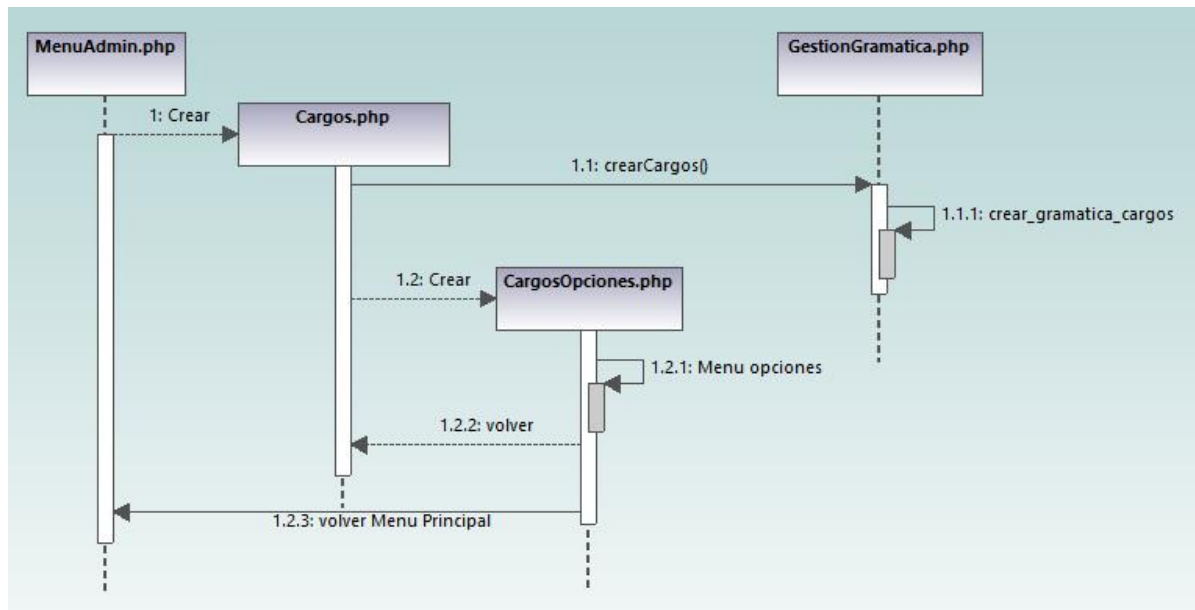 MenuAdmin.php
GestionGramatica.php
1: Crear
Cargos.php
1.1: crearCargos()
1.1.1: crear_gramatica_cargos
1.2: Crear
CargosOpciones.php
1.2.1: Menu opciones
1.2.2: volver
1.2.3: volver Menu Principal